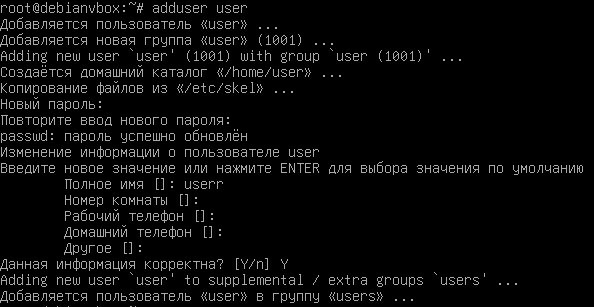 root@debianvbox:~# adduser user
Добавляется пользователь «user» ...
Добавляется новая группа «user» (1001) ...
Adding new user `user' (1001) with group `user (1001)' ...
Создаётся домашний каталог «/home/user» ...
Копирование файлов из «/etc/skel» ...
Новый пароль:
Повторите ввод нового пароля:
passwd: пароль успешно обновлён
Изменение информации о пользователе user
Введите новое значение или нажмите ENTER для выбора значения по умолчанию
Полное имя []: userr
Номер комнаты []:
Рабочий телефон []:
Домашний телефон []:
Другое []:
Данная информация корректна? [Y/n] Y
Adding new user `user' to supplemental / extra groups `users' ...
Добавляется пользователь «user» в группу «users» ...